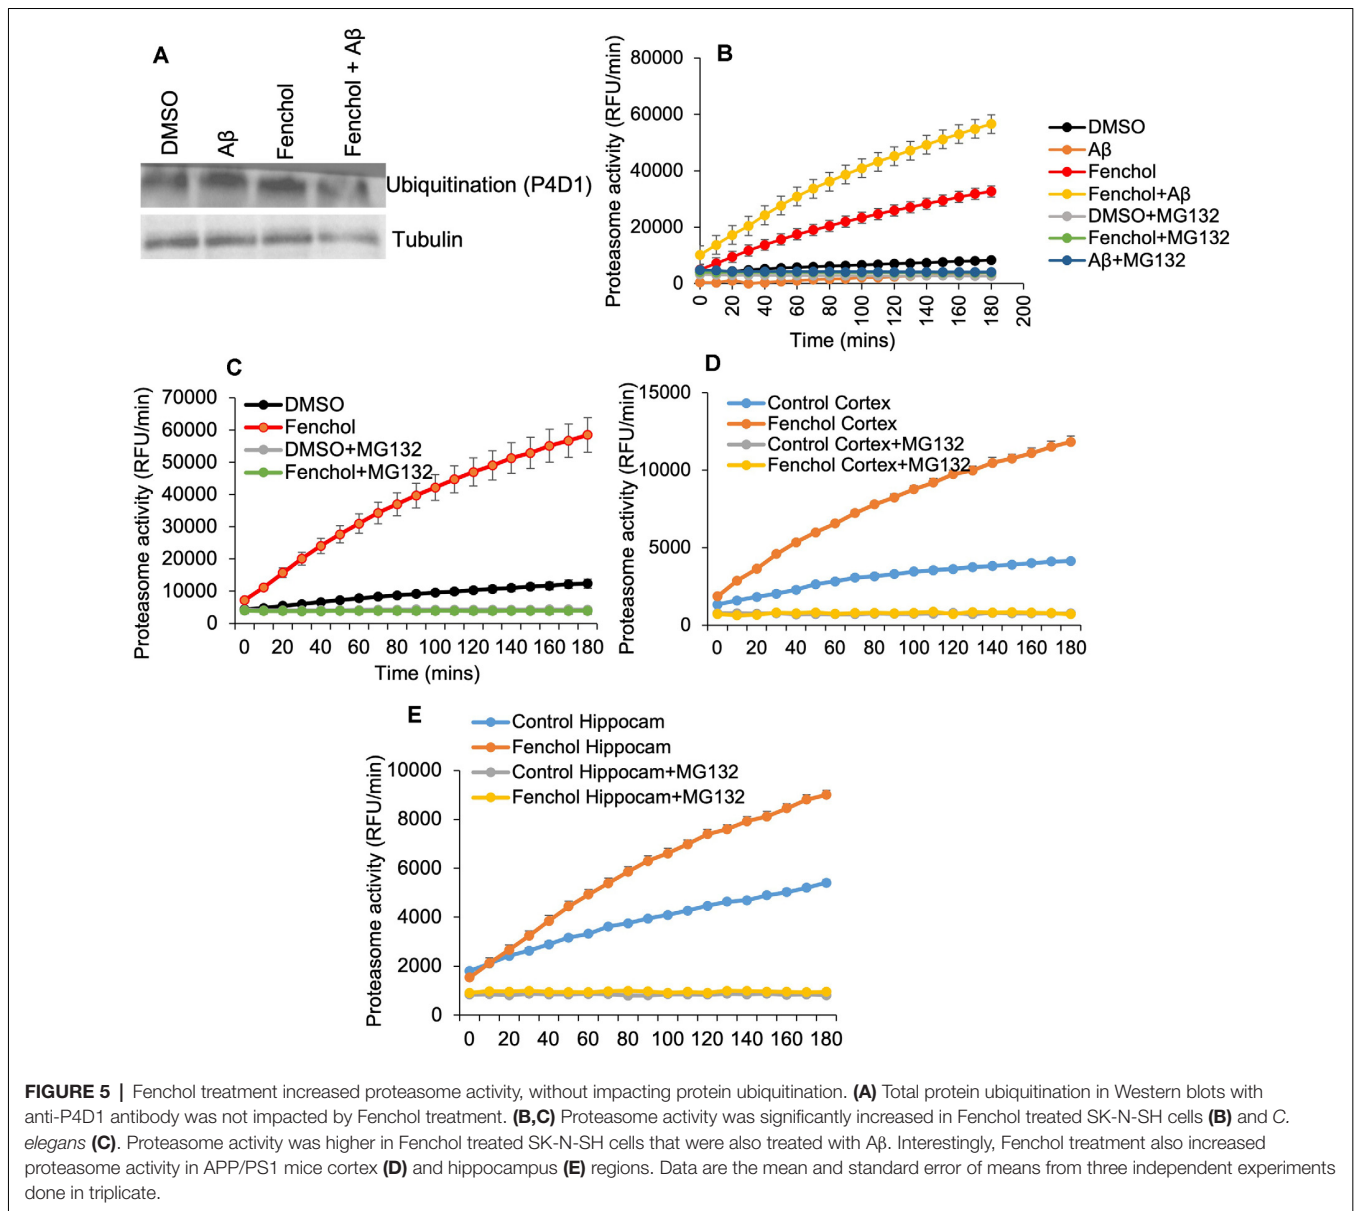 A
DMSO
Aβ
Fenchol
Fenchol + Aβ
Ubiquitination (P4D1)
Tubulin
B
Proteasome activity (RFU/min)
80000
60000
40000
20000
0
0 20 40 60 80 100 120 140 160 180 200
Time (mins)
DMSO
Aβ
Fenchol
Fenchol+Aβ
DMSO+MG132
Fenchol+MG132
Aβ+MG132
C
Proteasome activity (RFU/min)
70000
60000
50000
40000
30000
20000
10000
0
DMSO
Fenchol
DMSO+MG132
Fenchol+MG132
0 20 40 60 80 100 120 140 160 180
Time (mins)
D
Proteasome activity (RFU/min)
15000
10000
5000
0
Control Cortex
Fenchol Cortex
Control Cortex+MG132
Fenchol Cortex+MG132
0 20 40 60 80 100 120 140 160 180
E
Control Hippocam
Fenchol Hippocam
Control Hippocam+MG132
Fenchol Hippocam+MG132
Proteasome activity (RFU/min)
10000
8000
6000
4000
2000
0
0 20 40 60 80 100 120 140 160 180
FIGURE 5 | Fenchol treatment increased proteasome activity, without impacting protein ubiquitination. (A) Total protein ubiquitination in Western blots with
anti-P4D1 antibody was not impacted by Fenchol treatment. (B,C) Proteasome activity was significantly increased in Fenchol treated SK-N-SH cells (B) and C.
elegans (C). Proteasome activity was higher in Fenchol treated SK-N-SH cells that were also treated with Aβ. Interestingly, Fenchol treatment also increased
proteasome activity in APP/PS1 mice cortex (D) and hippocampus (E) regions. Data are the mean and standard error of means from three independent experiments
done in triplicate.